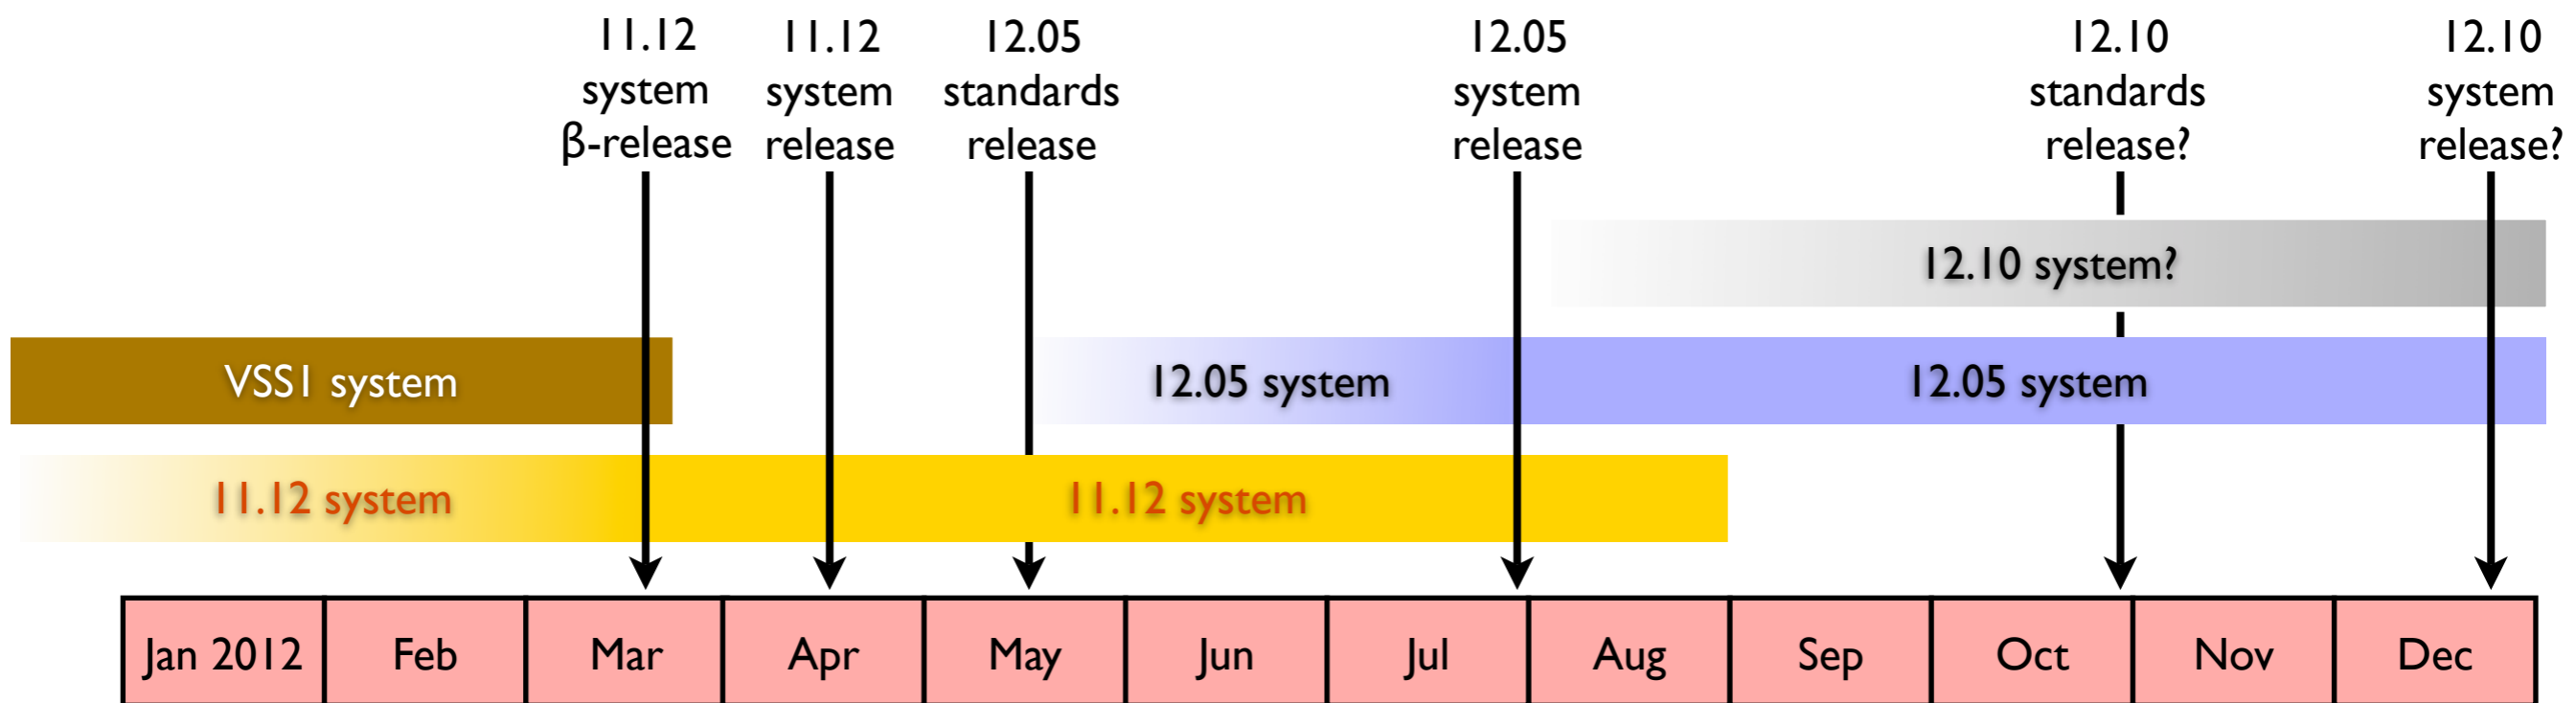 11.12
system
β-release
11.12
system
release
12.05
standards
release
12.05
system
release
12.10
standards
release?
12.10
system
release?
12.10 system?
VSS1 system
12.05 system
12.05 system
11.12 system
11.12 system
Jan 2012
Feb
Mar
Apr
May
Jun
Jul
Aug
Sep
Oct
Nov
Dec